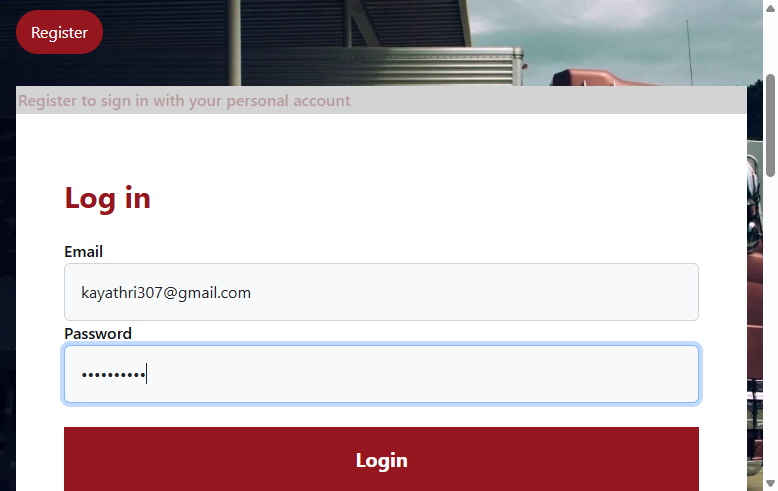 Register
Register to sign in with your personal account
Log in
Email
kayathri307@gmail.com
Password
••••••••••
Login